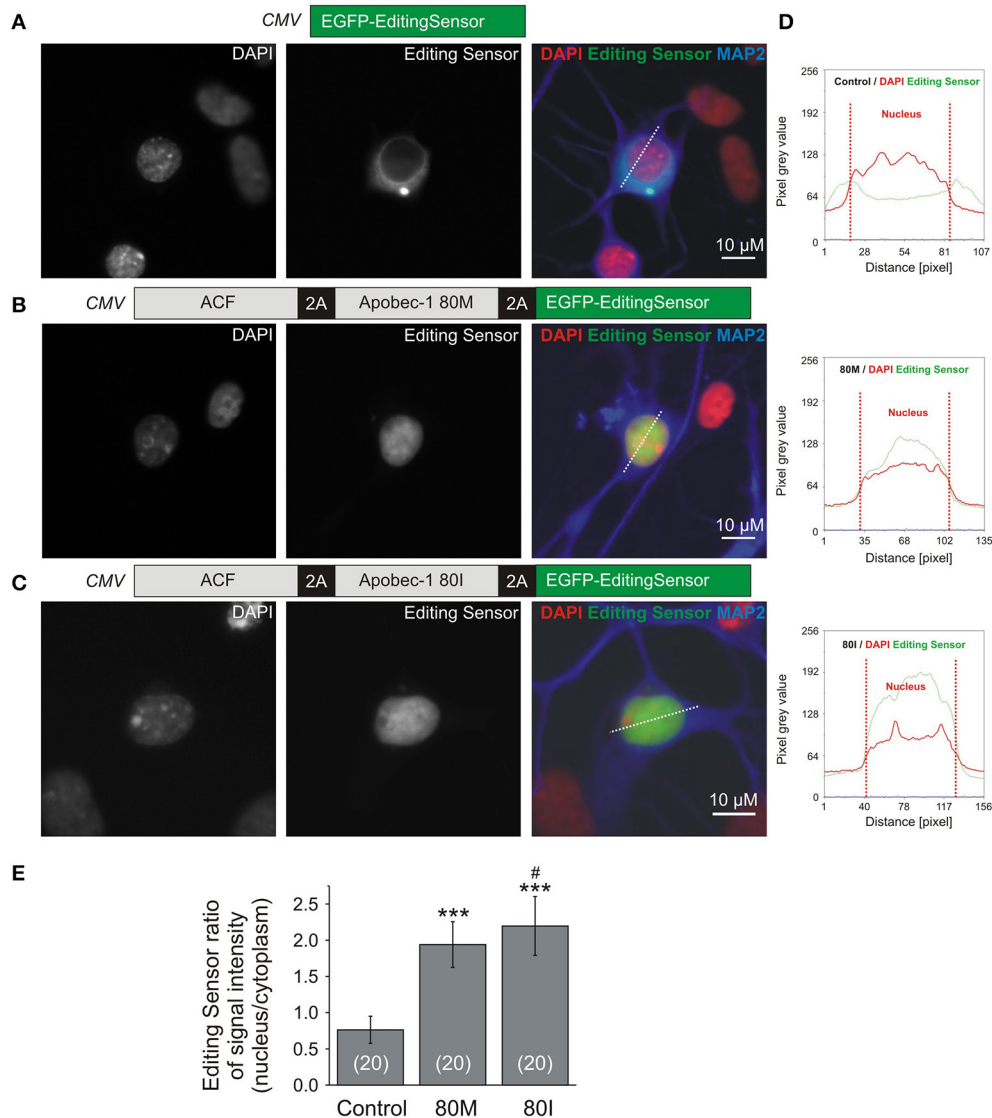 A
CMV EGFP-EditingSensor
DAPI
Editing Sensor
DAPI Editing Sensor MAP2
10 µM
B
CMV ACF 2A Apobec-1 80M 2A EGFP-EditingSensor
DAPI
Editing Sensor
DAPI Editing Sensor MAP2
10 µM
C
CMV ACF 2A Apobec-1 80I 2A EGFP-EditingSensor
DAPI
Editing Sensor
DAPI Editing Sensor MAP2
10 µM
D
Control / DAPI Editing Sensor
Nucleus
Pixel grey value
256
192
128
64
0
1 28 54 81 107
Distance [pixel]
80M / DAPI Editing Sensor
Nucleus
Pixel grey value
256
192
128
64
0
1 35 68 102 135
Distance [pixel]
80I / DAPI Editing Sensor
Nucleus
Pixel grey value
256
192
128
64
0
1 40 78 117 156
Distance [pixel]
E
Editing Sensor ratio
of signal intensity
(nucleus/cytoplasm)
2.5
2.0
1.5
1.0
0.5
0.0
***
#
***
(20) (20) (20)
Control 80M 80I